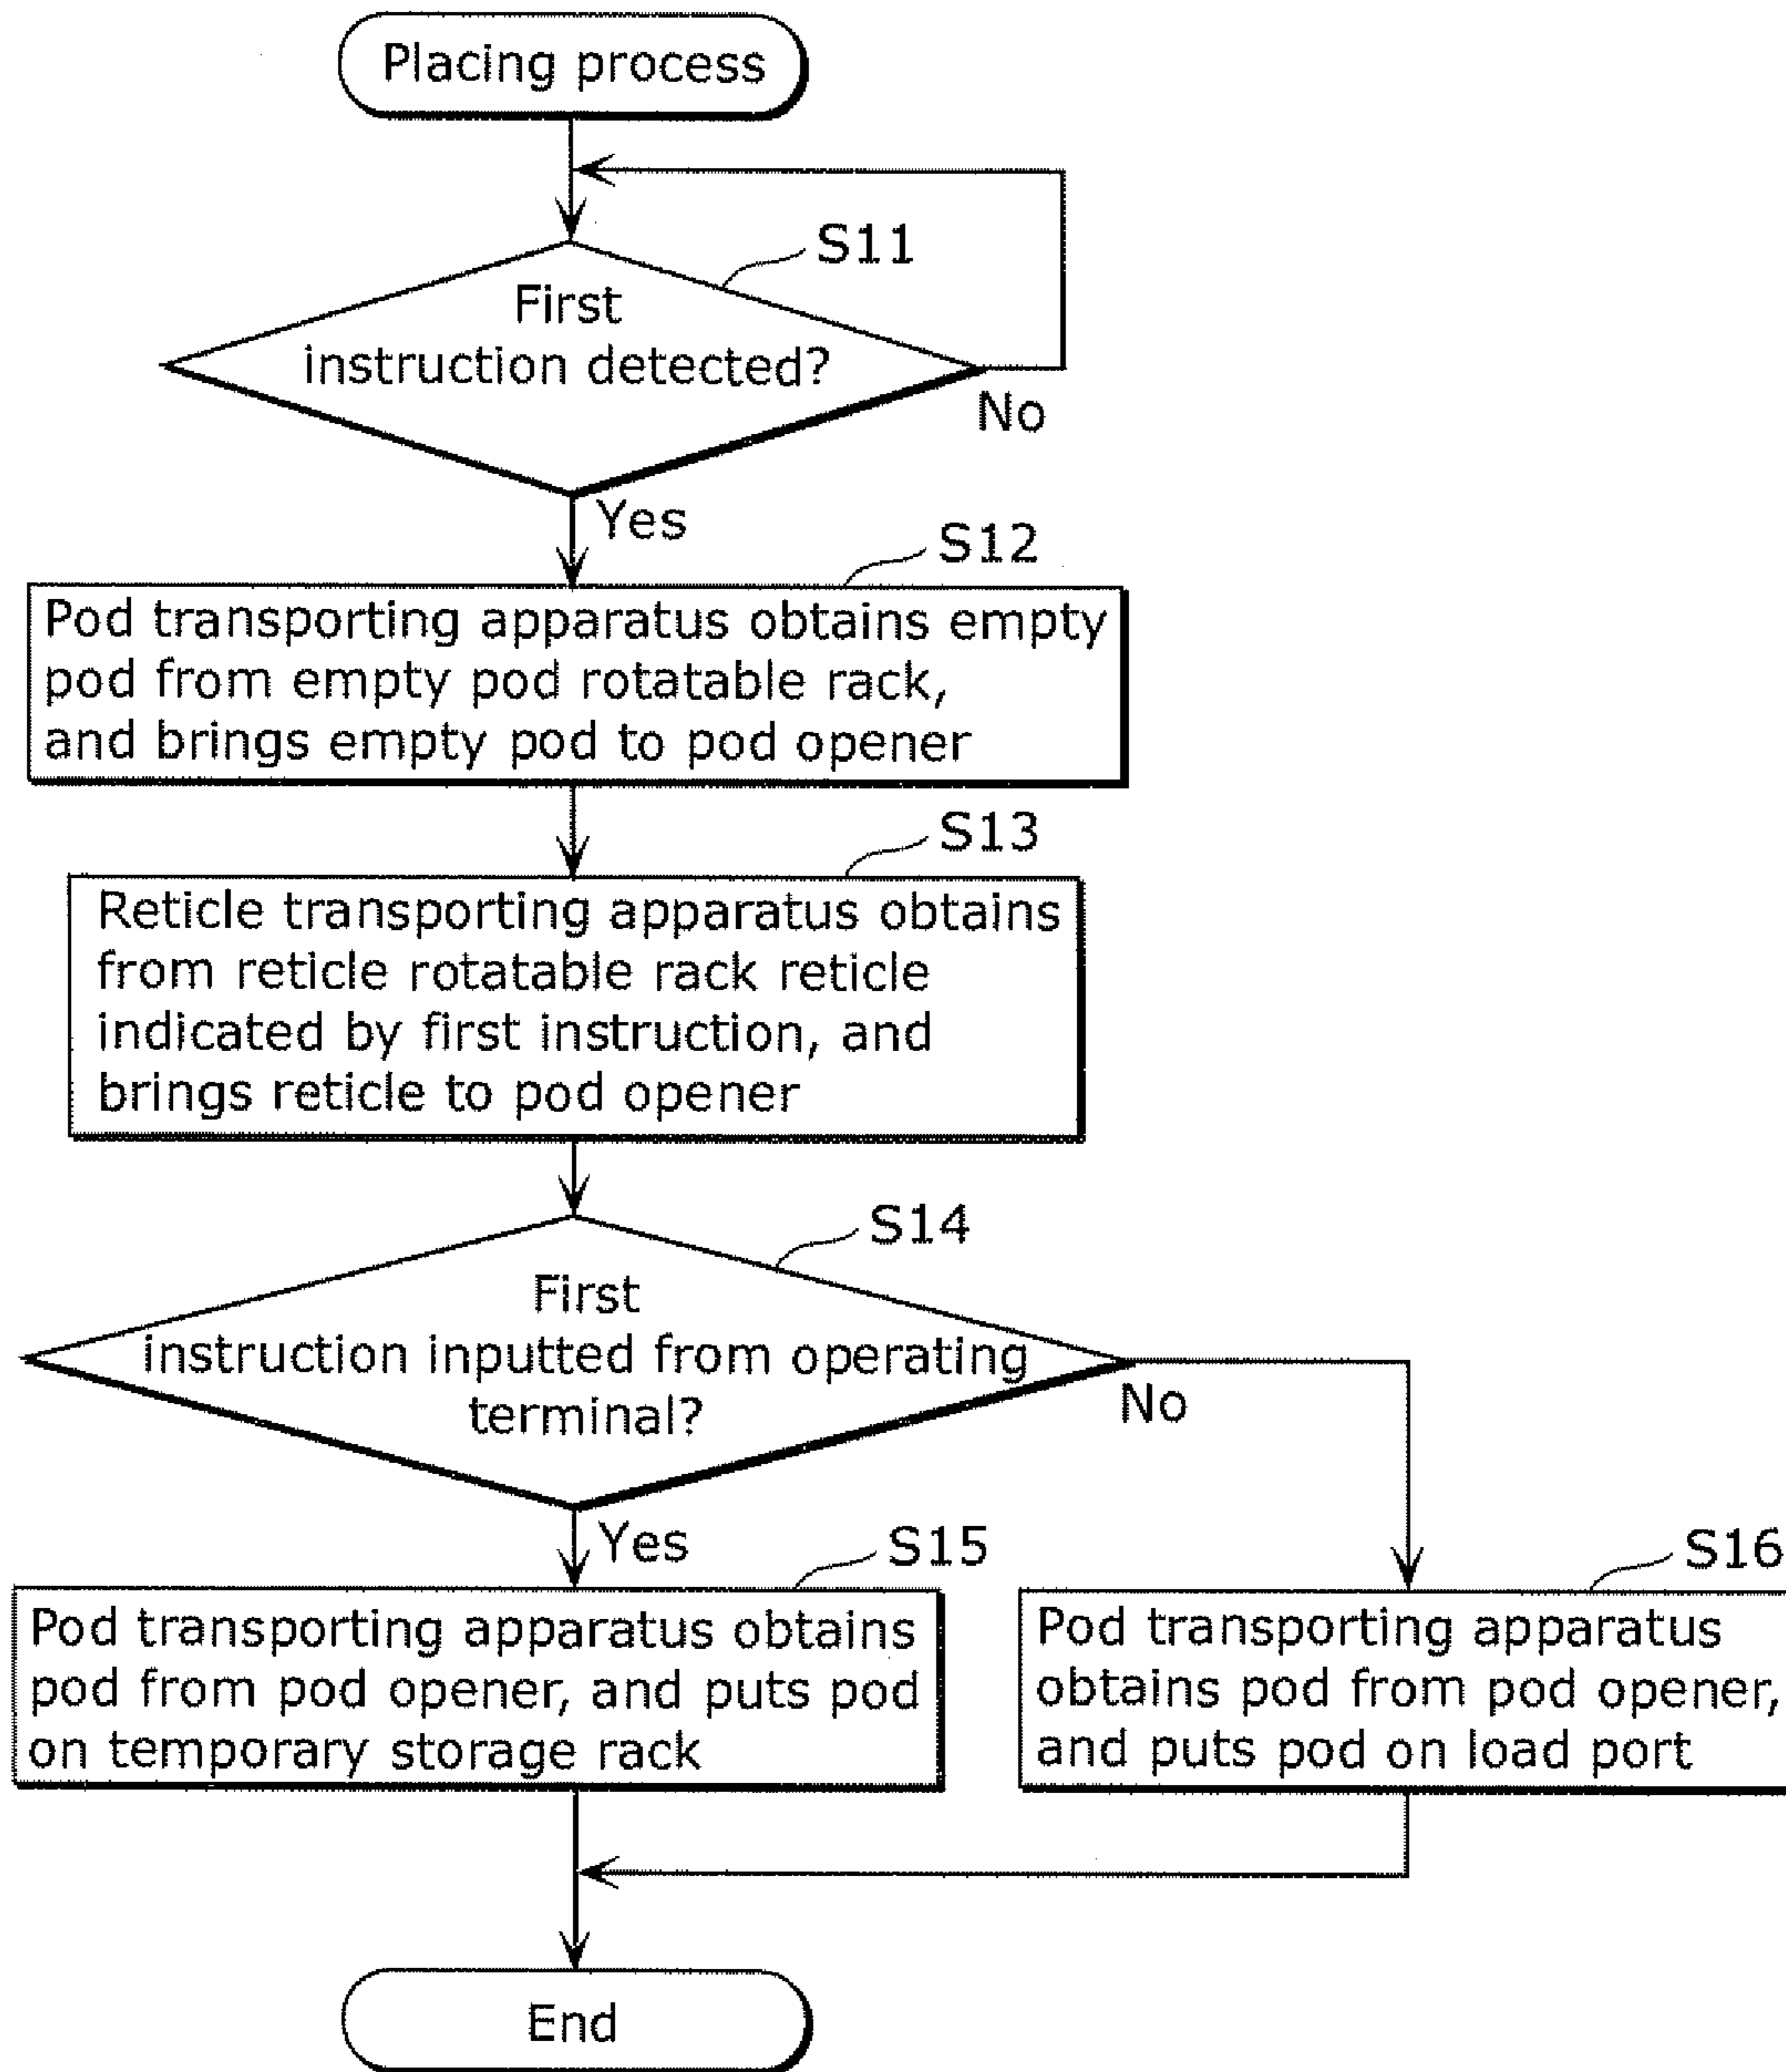 Placing process
S11
First
instruction detected?
No
Yes
S12
Pod transporting apparatus obtains empty
pod from empty pod rotatable rack,
and brings empty pod to pod opener
S13
Reticle transporting apparatus obtains
from reticle rotatable rack reticle
indicated by first instruction, and
brings reticle to pod opener
S14
First
instruction inputted from operating
terminal?
No
Yes
S15
Pod transporting apparatus obtains
pod from pod opener, and puts pod
on temporary storage rack
S16
Pod transporting apparatus
obtains pod from pod opener,
and puts pod on load port
End